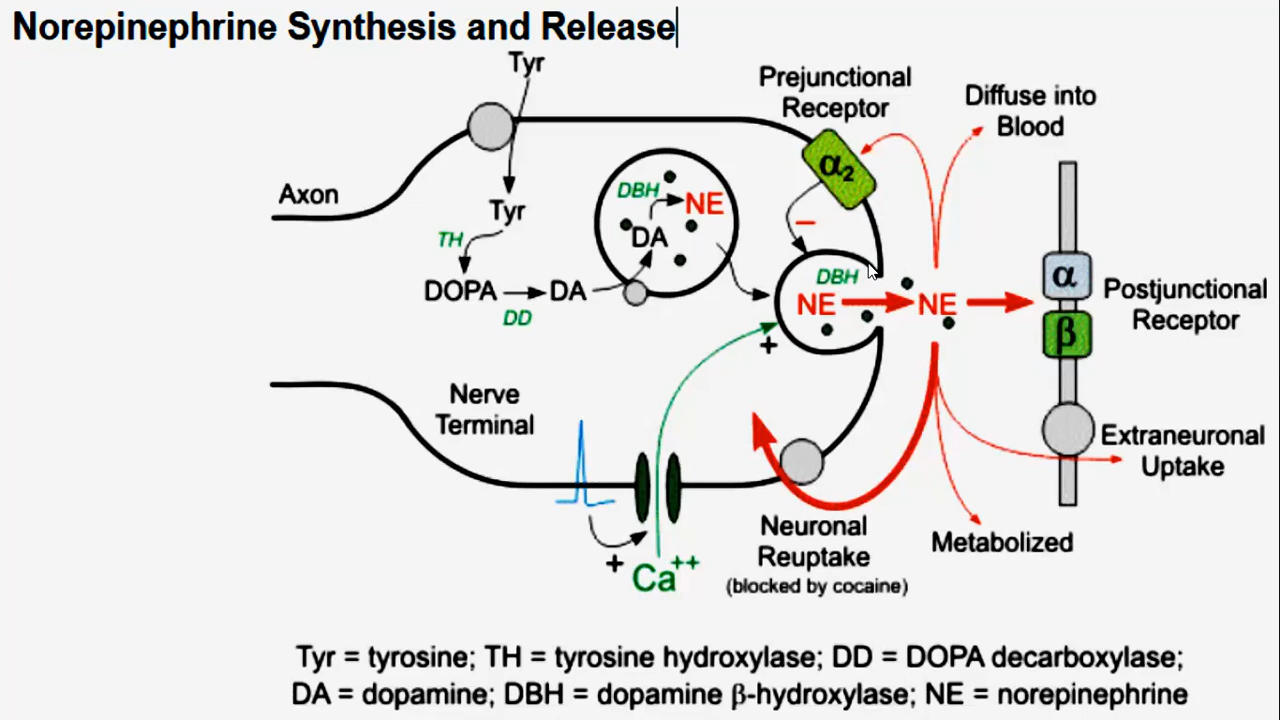 Norepinephrine Synthesis and Release
Tyr
Prejunctional
Receptor
Diffuse into
Blood
α2
Axon
Tyr
DBH
NE
DA
TH
DOPA
DA
DD
–
DBH
NE
NE
α
β
Postjunctional
Receptor
+
Nerve
Terminal
Extraneuronal
Uptake
+
Ca++
Neuronal
Reuptake
(blocked by cocaine)
Metabolized
Tyr = tyrosine; TH = tyrosine hydroxylase; DD = DOPA decarboxylase;
DA = dopamine; DBH = dopamine β-hydroxylase; NE = norepinephrine